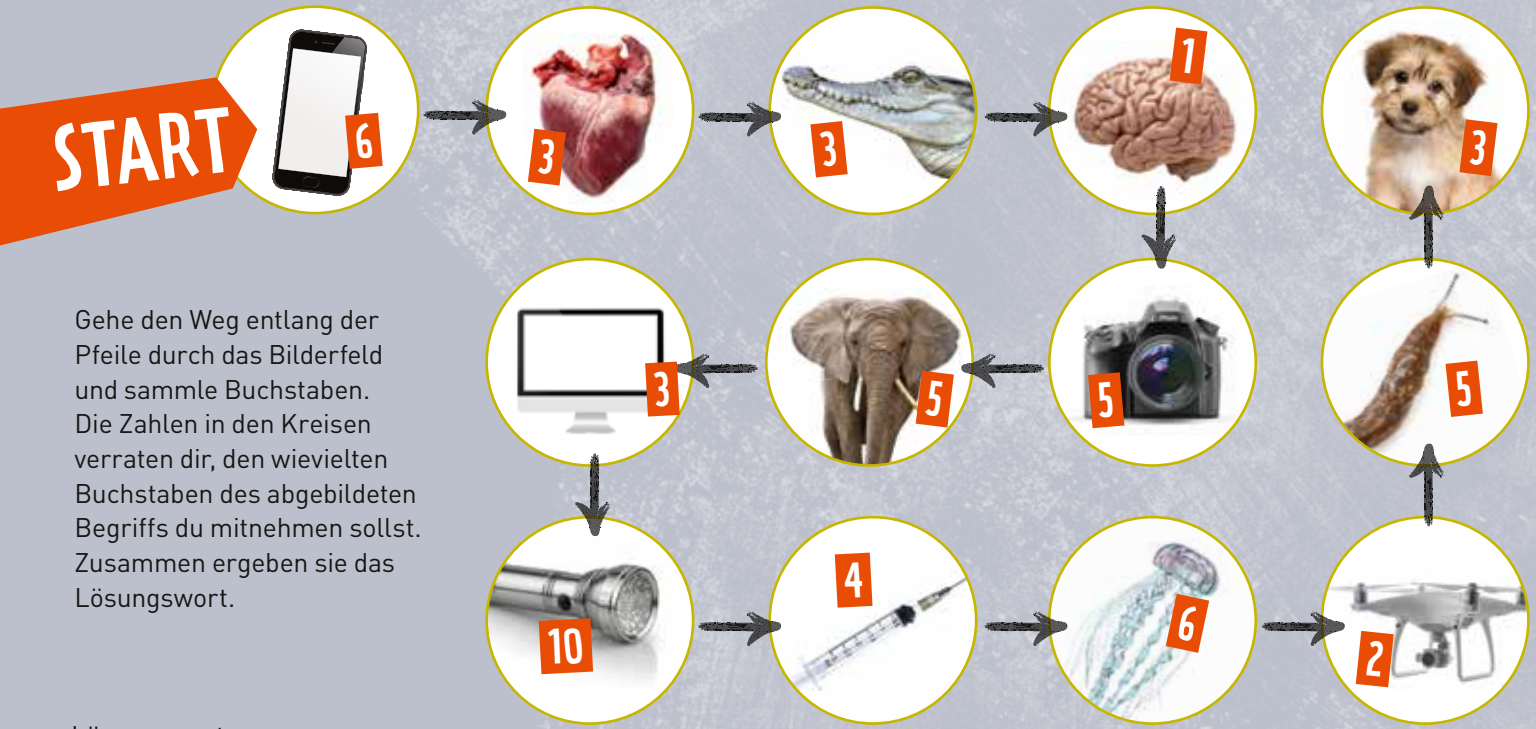 START
6
3
3
1
3
Gehe den Weg entlang der
Pfeile durch das Bilderfeld
und sammle Buchstaben.
Die Zahlen in den Kreisen
verraten dir, den wievielten
Buchstaben des abgebildeten
Begriffs du mitnehmen sollst.
Zusammen ergeben sie das
Lösungswort.
3
5
5
5
10
4
6
2